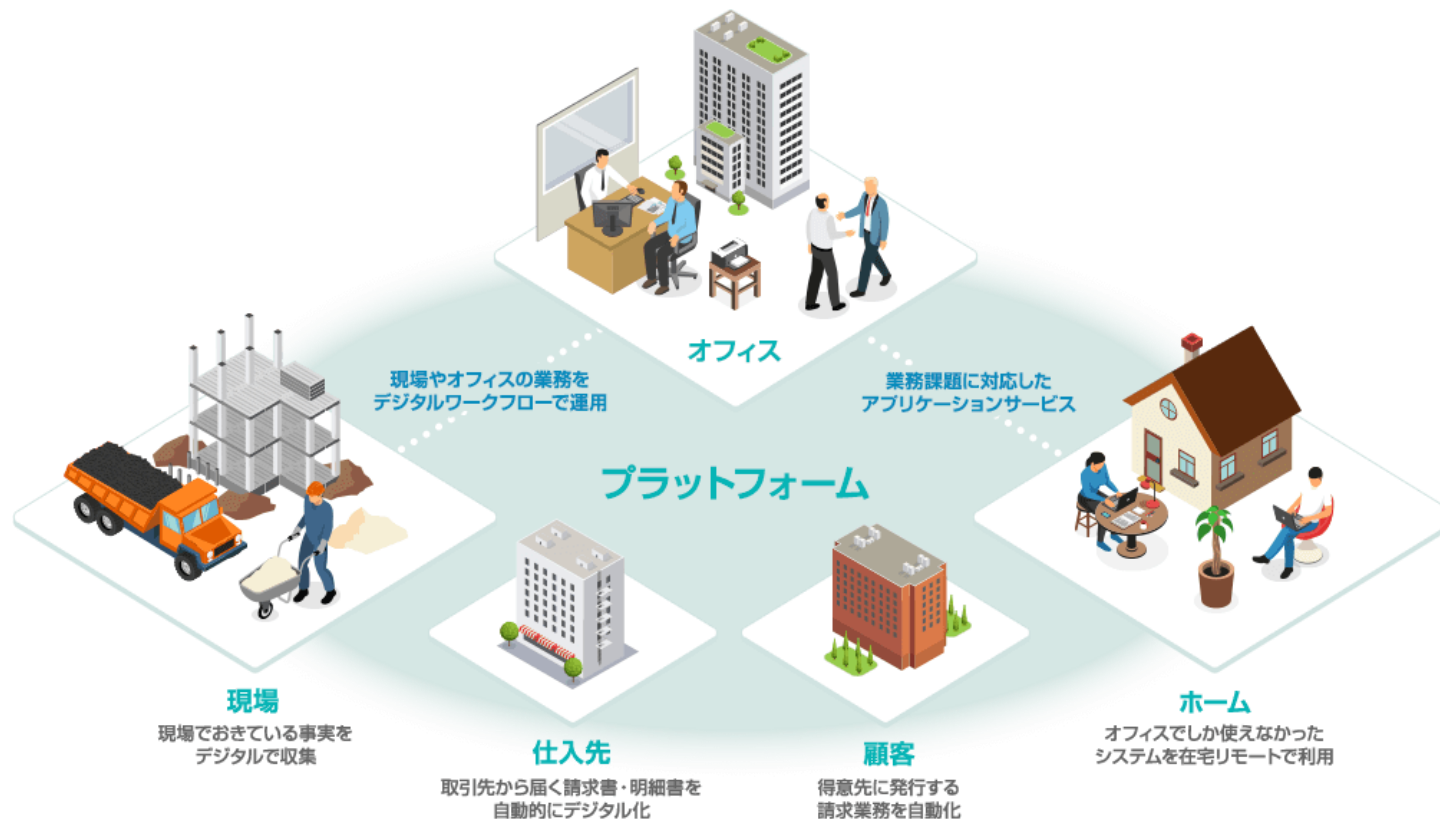 オフィス
現場やオフィスの業務を
デジタルワークフローで運用
業務課題に対応した
アプリケーションサービス
プラットフォーム
現場
現場でおきている事実を
デジタルで収集
仕入先
取引先から届く請求書・明細書を
自動的にデジタル化
顧客
得意先に発行する
請求業務を自動化
ホーム
オフィスでしか使えなかった
システムを在宅リモートで利用